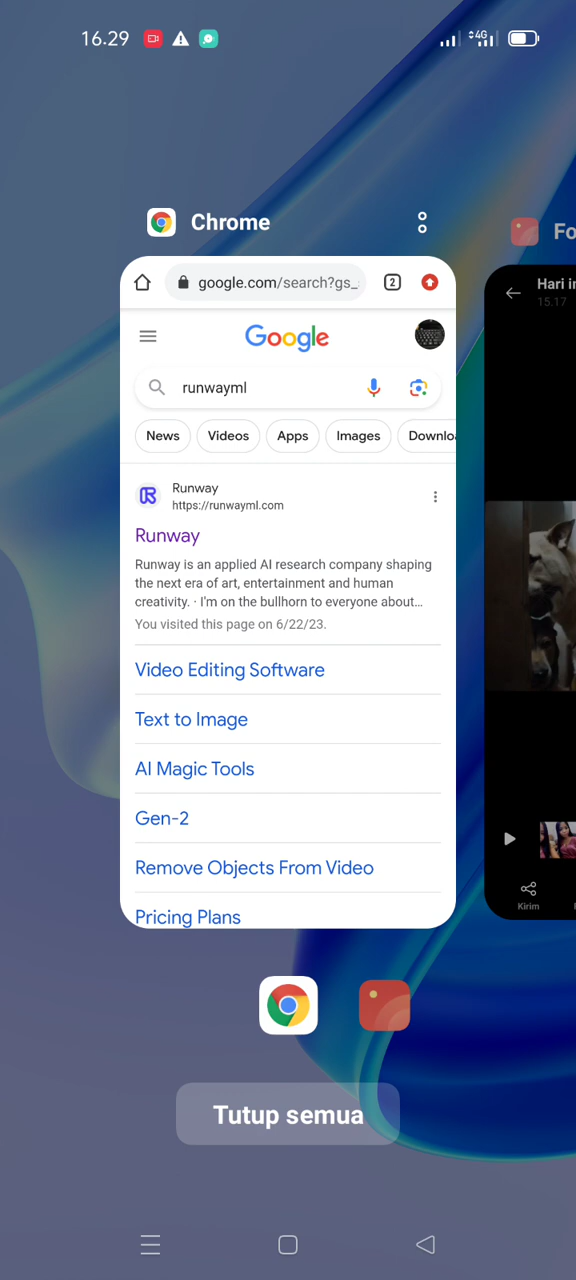 16.29
4G
Chrome
Fo
google.com/search?gs_
2
Hari in
15.17
Google
runwayml
News
Videos
Apps
Images
Downloa
Runway
https://runwayml.com
Runway
Runway is an applied AI research company shaping
the next era of art, entertainment and human
creativity. · I'm on the bullhorn to everyone about...
You visited this page on 6/22/23.
Video Editing Software
Text to Image
AI Magic Tools
Gen-2
Remove Objects From Video
Pricing Plans
Kirim
Tutup semua